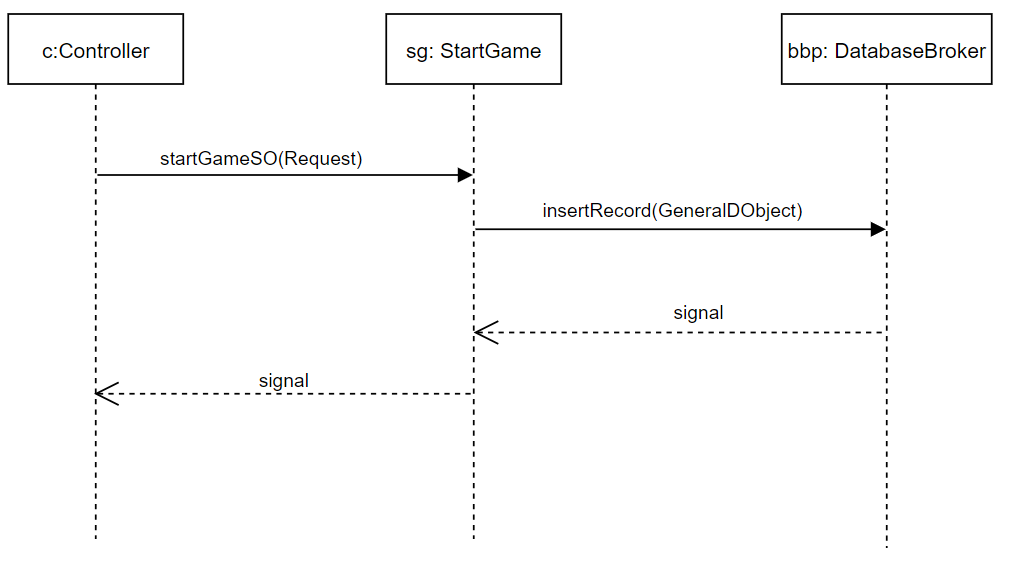 c:Controller
sg: StartGame
bbp: DatabaseBroker
startGameSO(Request)
insertRecord(GeneralDObject)
signal
signal